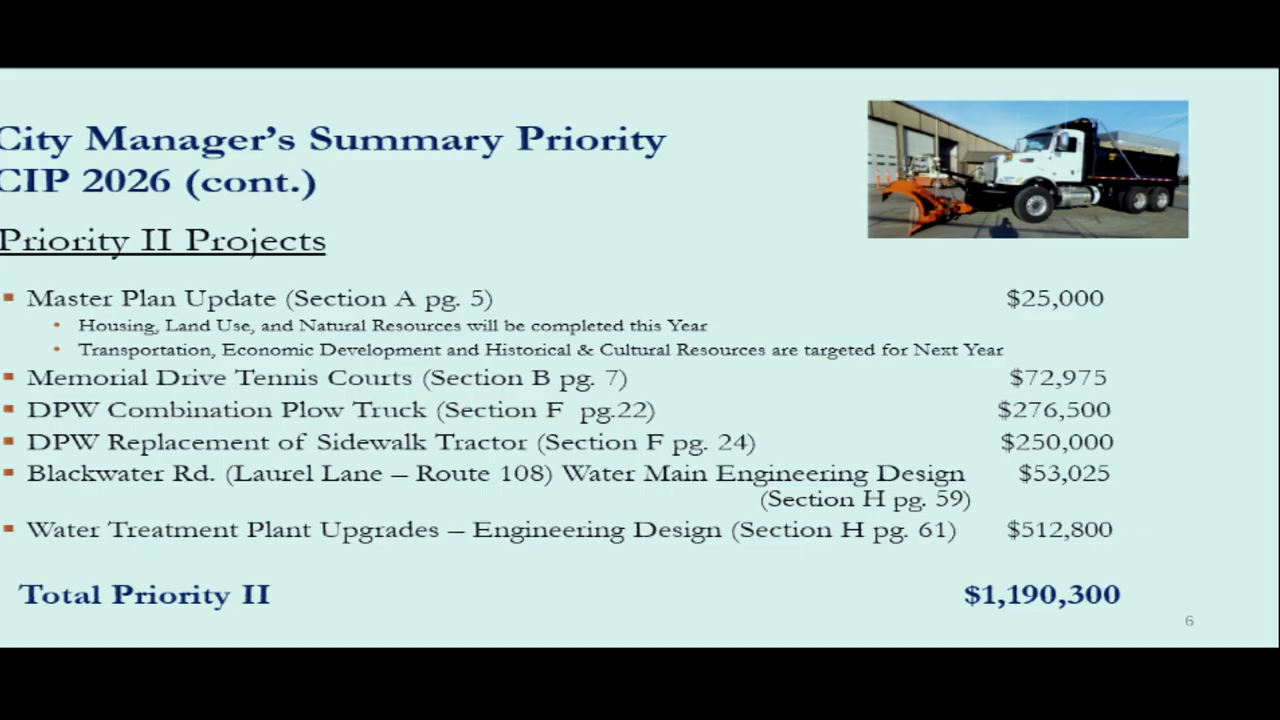 City Manager's Summary Priority
CIP 2026 (cont.)
Priority II Projects
▪ Master Plan Update (Section A pg. 5) $25,000
• Housing, Land Use, and Natural Resources will be completed this Year
• Transportation, Economic Development and Historical & Cultural Resources are targeted for Next Year
▪ Memorial Drive Tennis Courts (Section B pg. 7) $72,975
▪ DPW Combination Plow Truck (Section F pg.22) $276,500
▪ DPW Replacement of Sidewalk Tractor (Section F pg. 24) $250,000
▪ Blackwater Rd. (Laurel Lane – Route 108) Water Main Engineering Design $53,025
(Section H pg. 59)
▪ Water Treatment Plant Upgrades – Engineering Design (Section H pg. 61) $512,800
Total Priority II $1,190,300
6